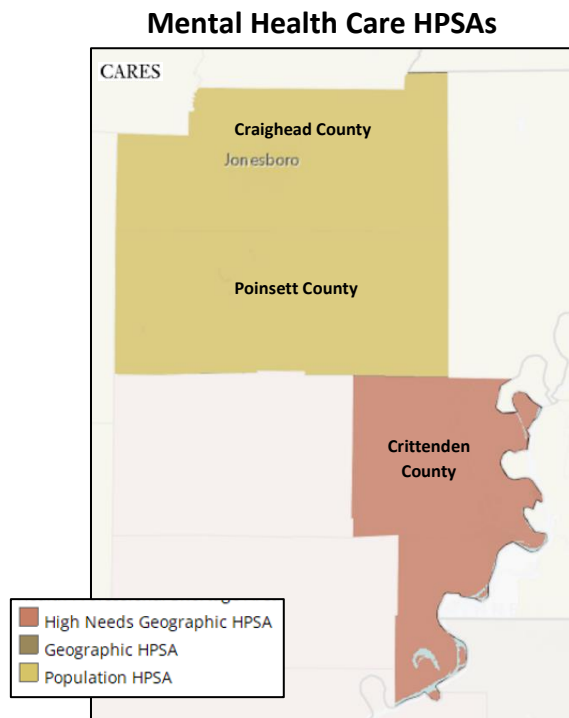 Mental Health Care HPSAs
CARES
Craighead County
Jonesboro
Poinsett County
Crittenden
County
High Needs Geographic HPSA
Geographic HPSA
Population HPSA